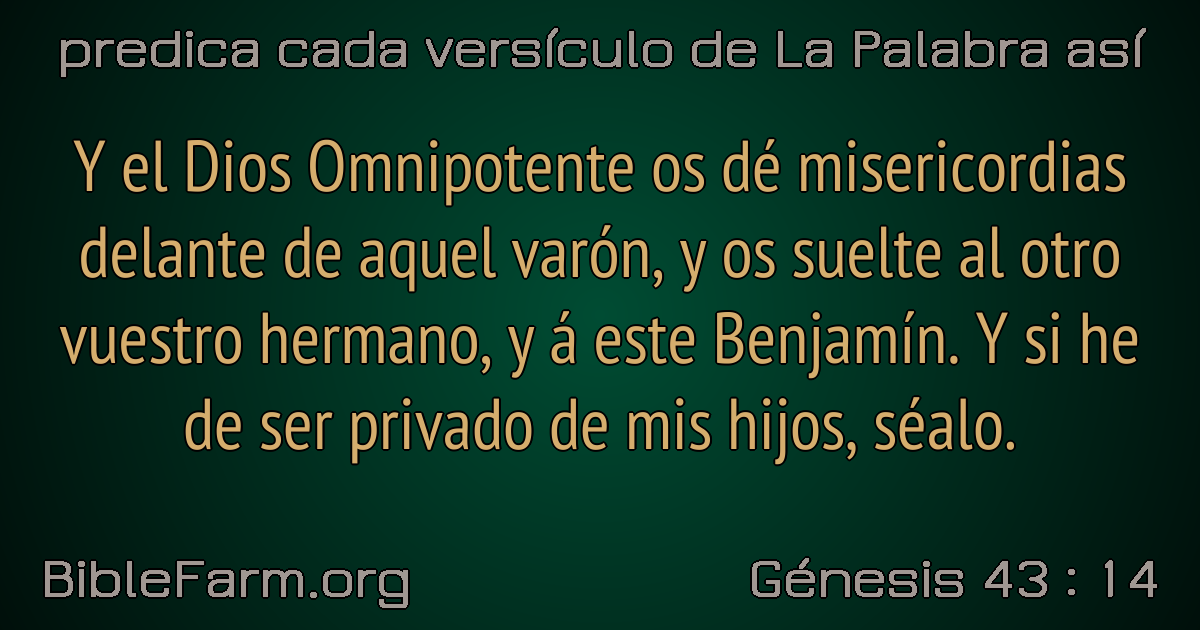 predica cada versículo de La Palabra así
Y el Dios Omnipotente os dé misericordias
delante de aquel varón, y os suelte al otro
vuestro hermano, y á este Benjamín. Y si he
de ser privado de mis hijos, séalo.
BibleFarm.org
Génesis 43 : 14